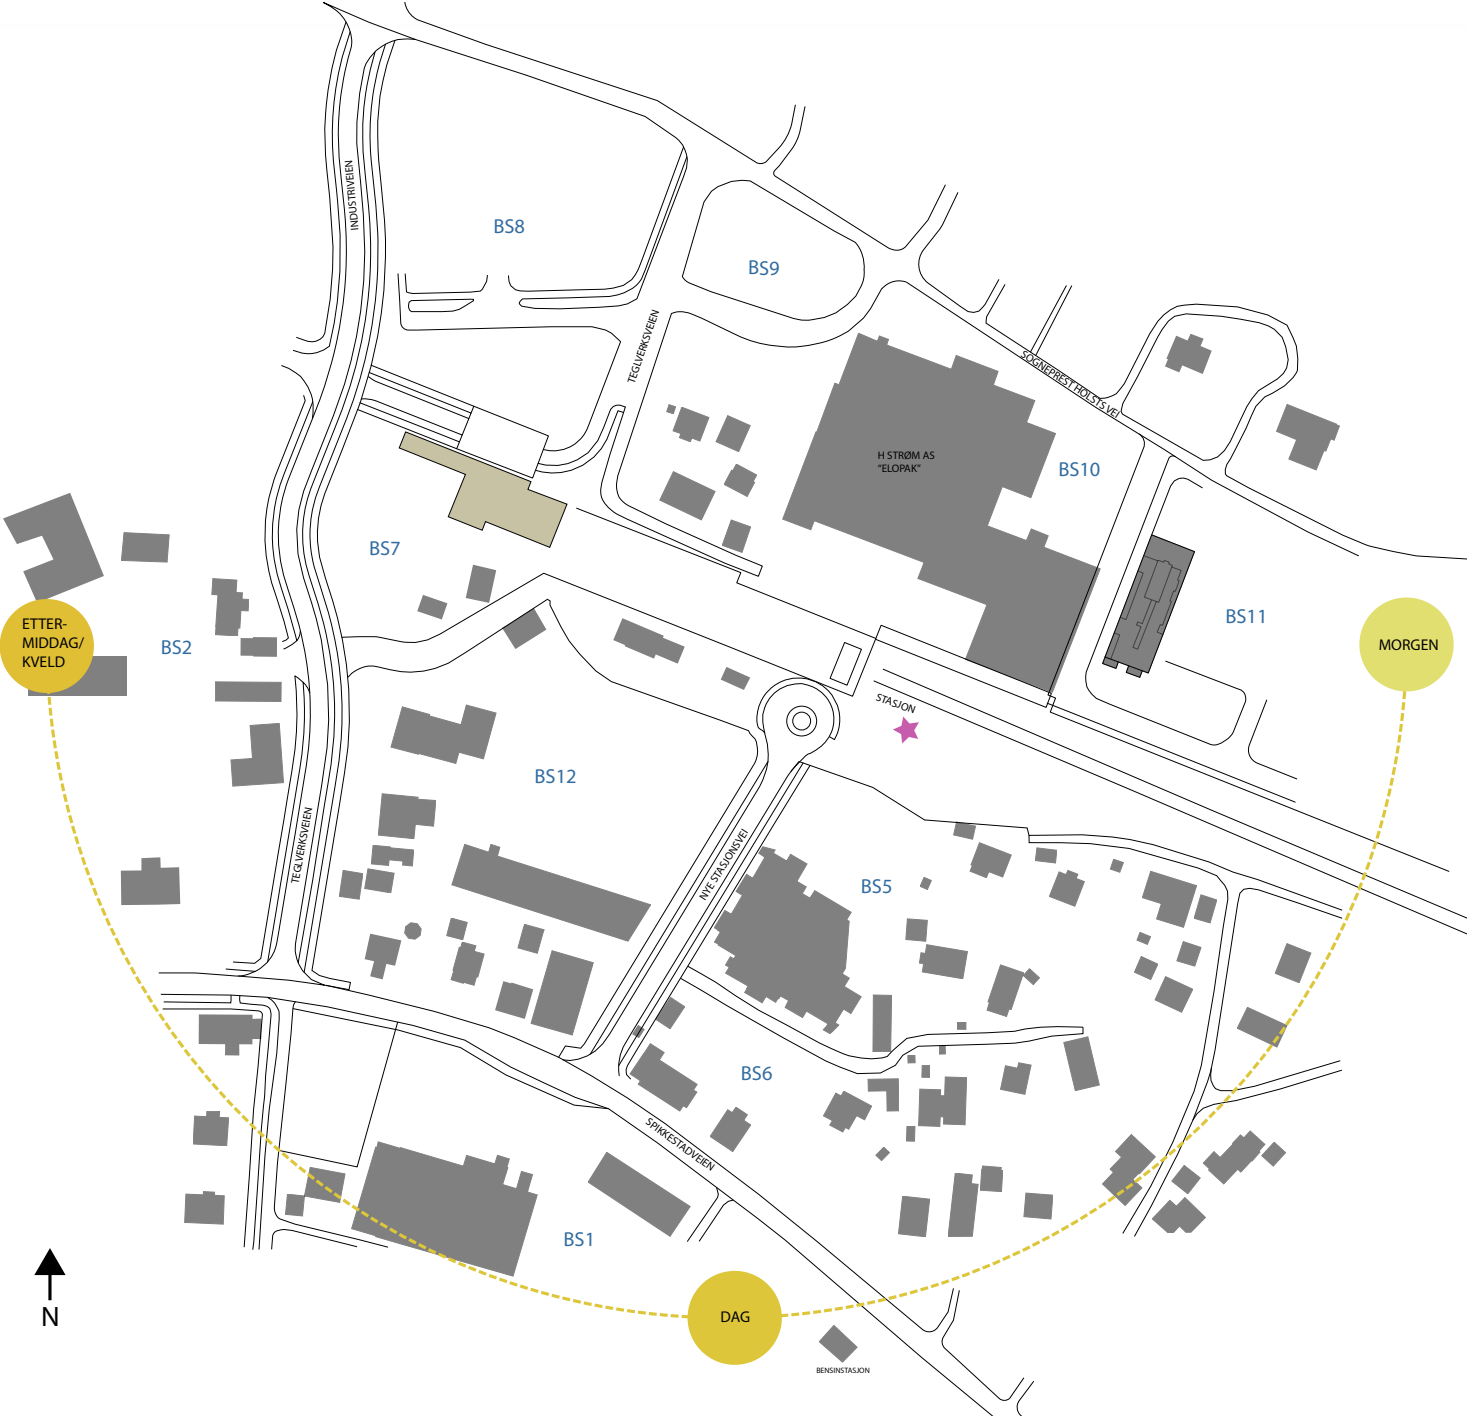 INDUSTRIVEIEN
BS8
BS9
TEGLVERKSVEIEN
SOGNEPREST HOLSTS VEI
H STRØM AS
"ELOPAK"
BS10
BS7
BS11
ETTER-
MIDDAG/
KVELD
BS2
MORGEN
STASJON
BS12
TEGLVERKSVEIEN
NYE STASJONSVEI
BS5
BS6
SPIKKESTADVEIEN
BS1
N
DAG
BENSINSTASJON